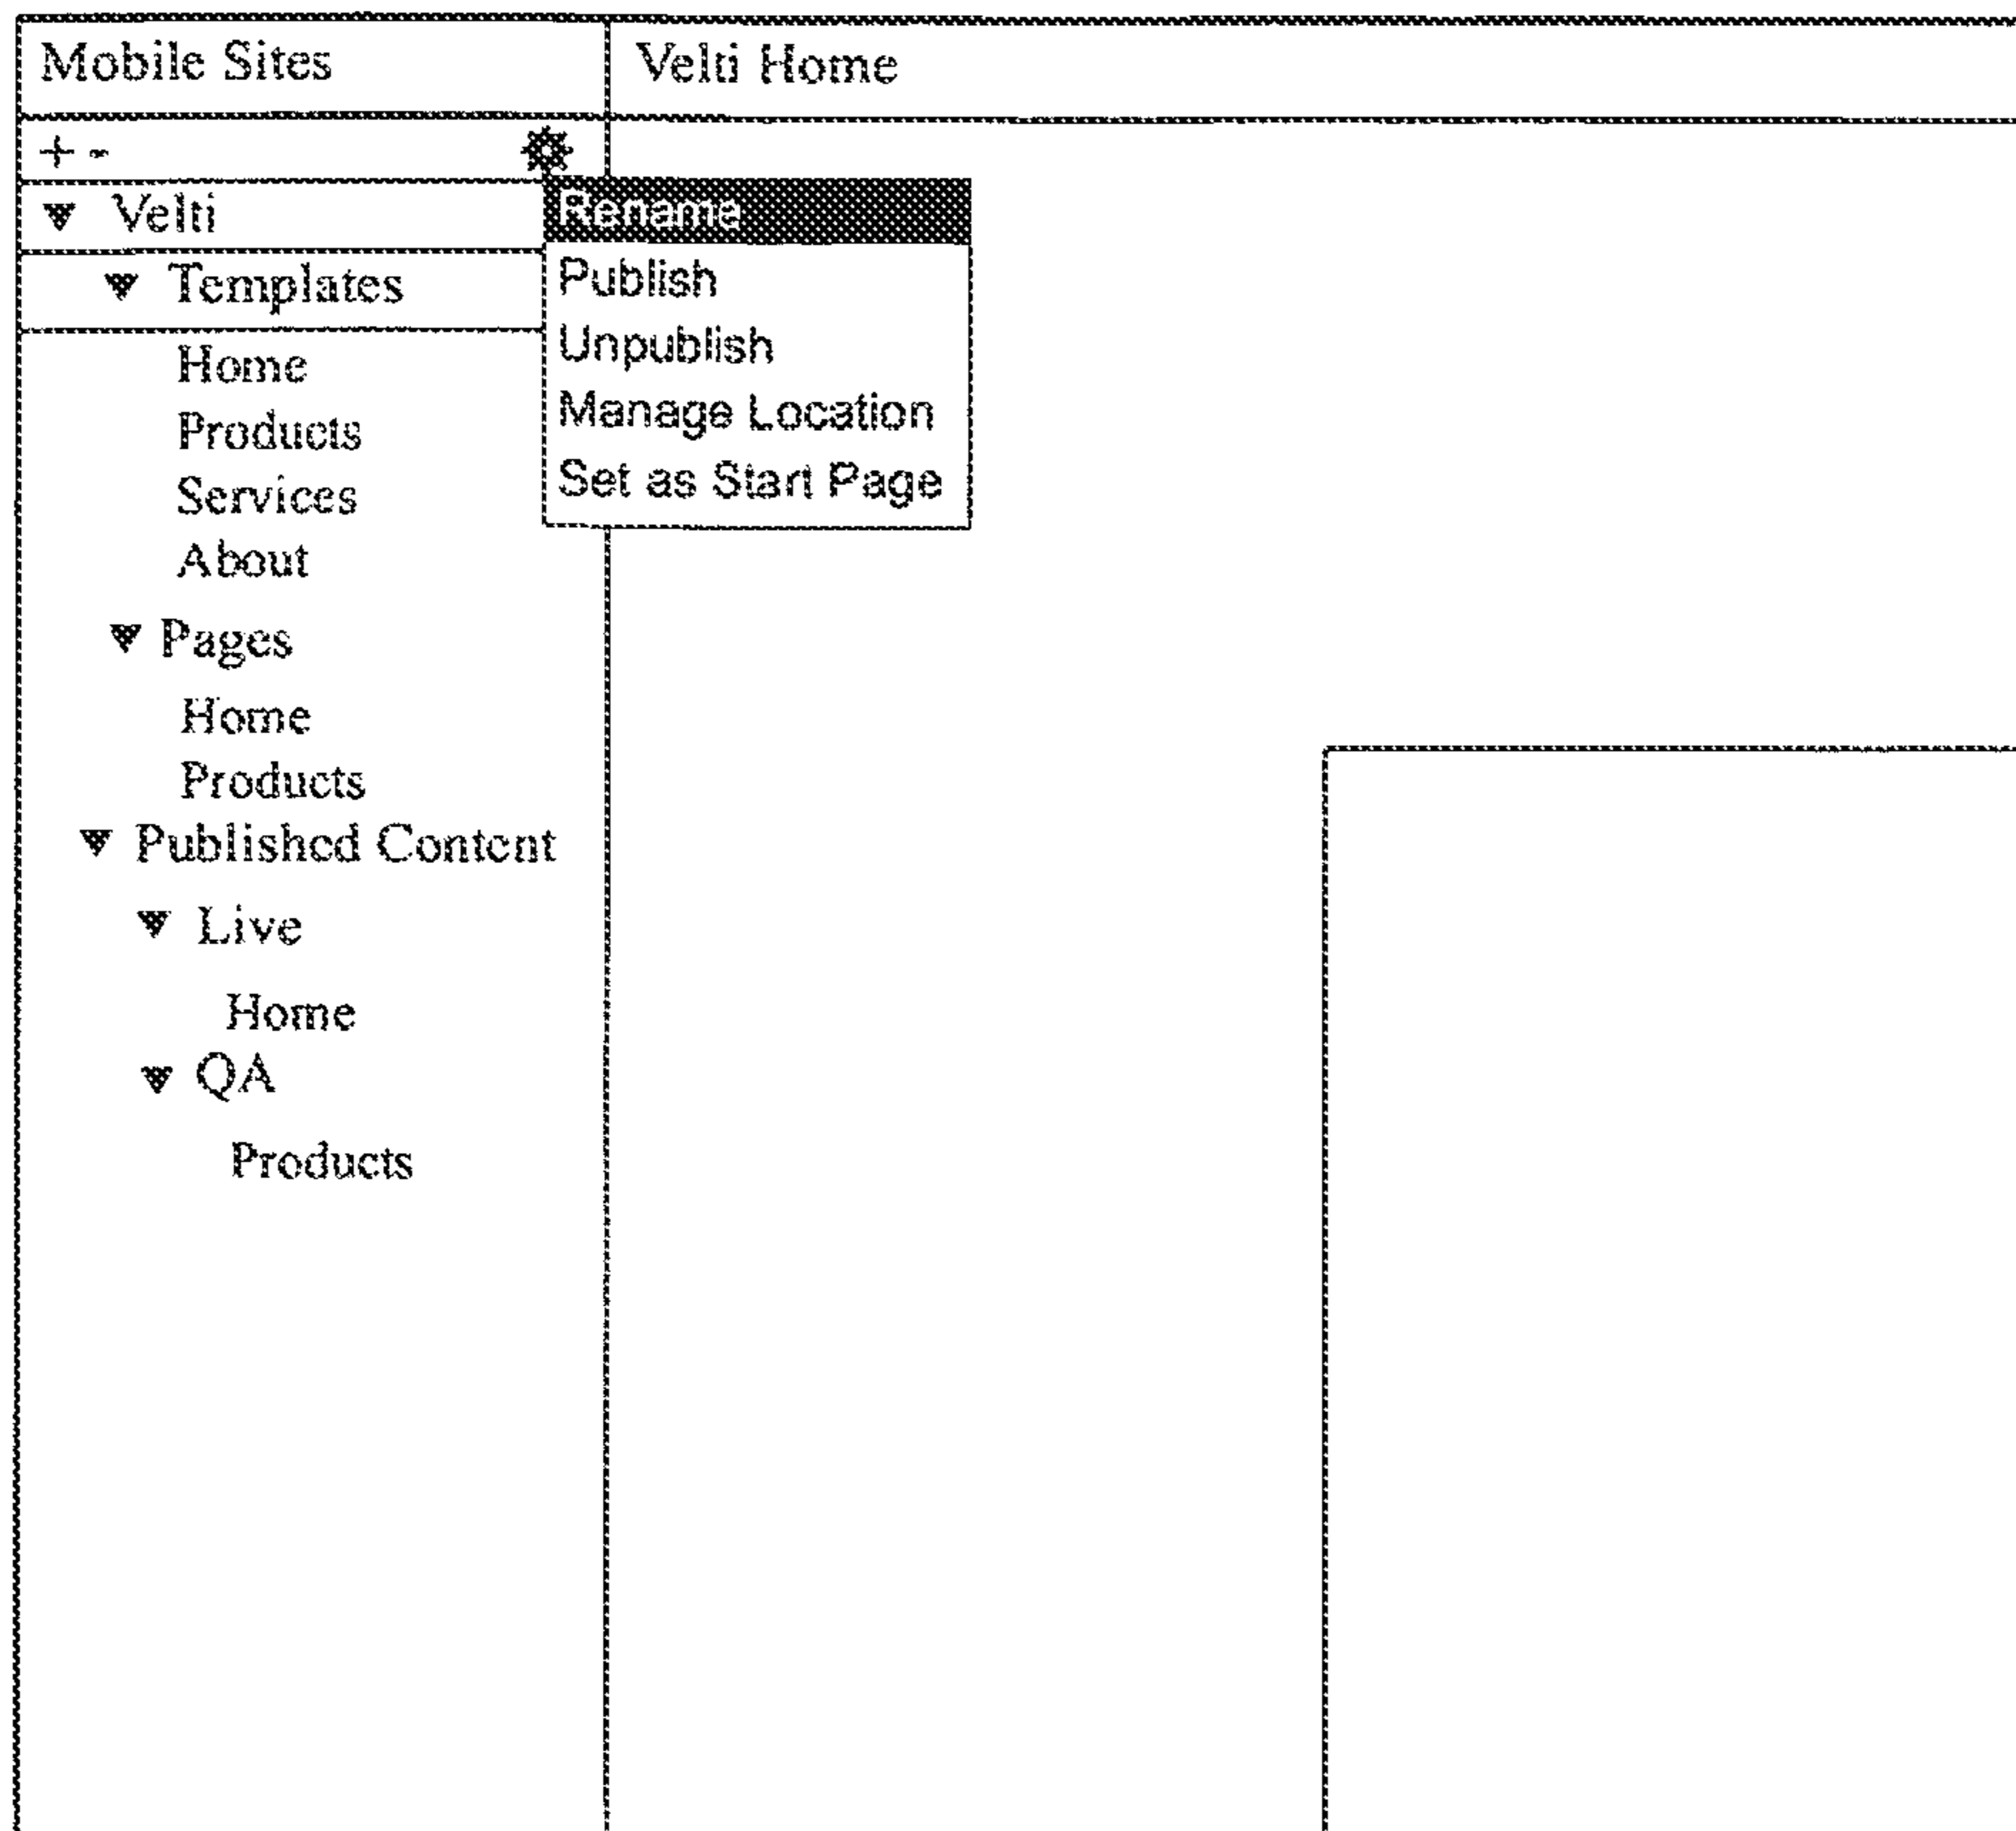 Mobile Sites
Velti Home
+ -
Velti
Templates
Home
Products
Services
About
Pages
Home
Products
Published Content
Live
Home
QA
Products
Rename
Publish
Unpublish
Manage Location
Set as Start Page